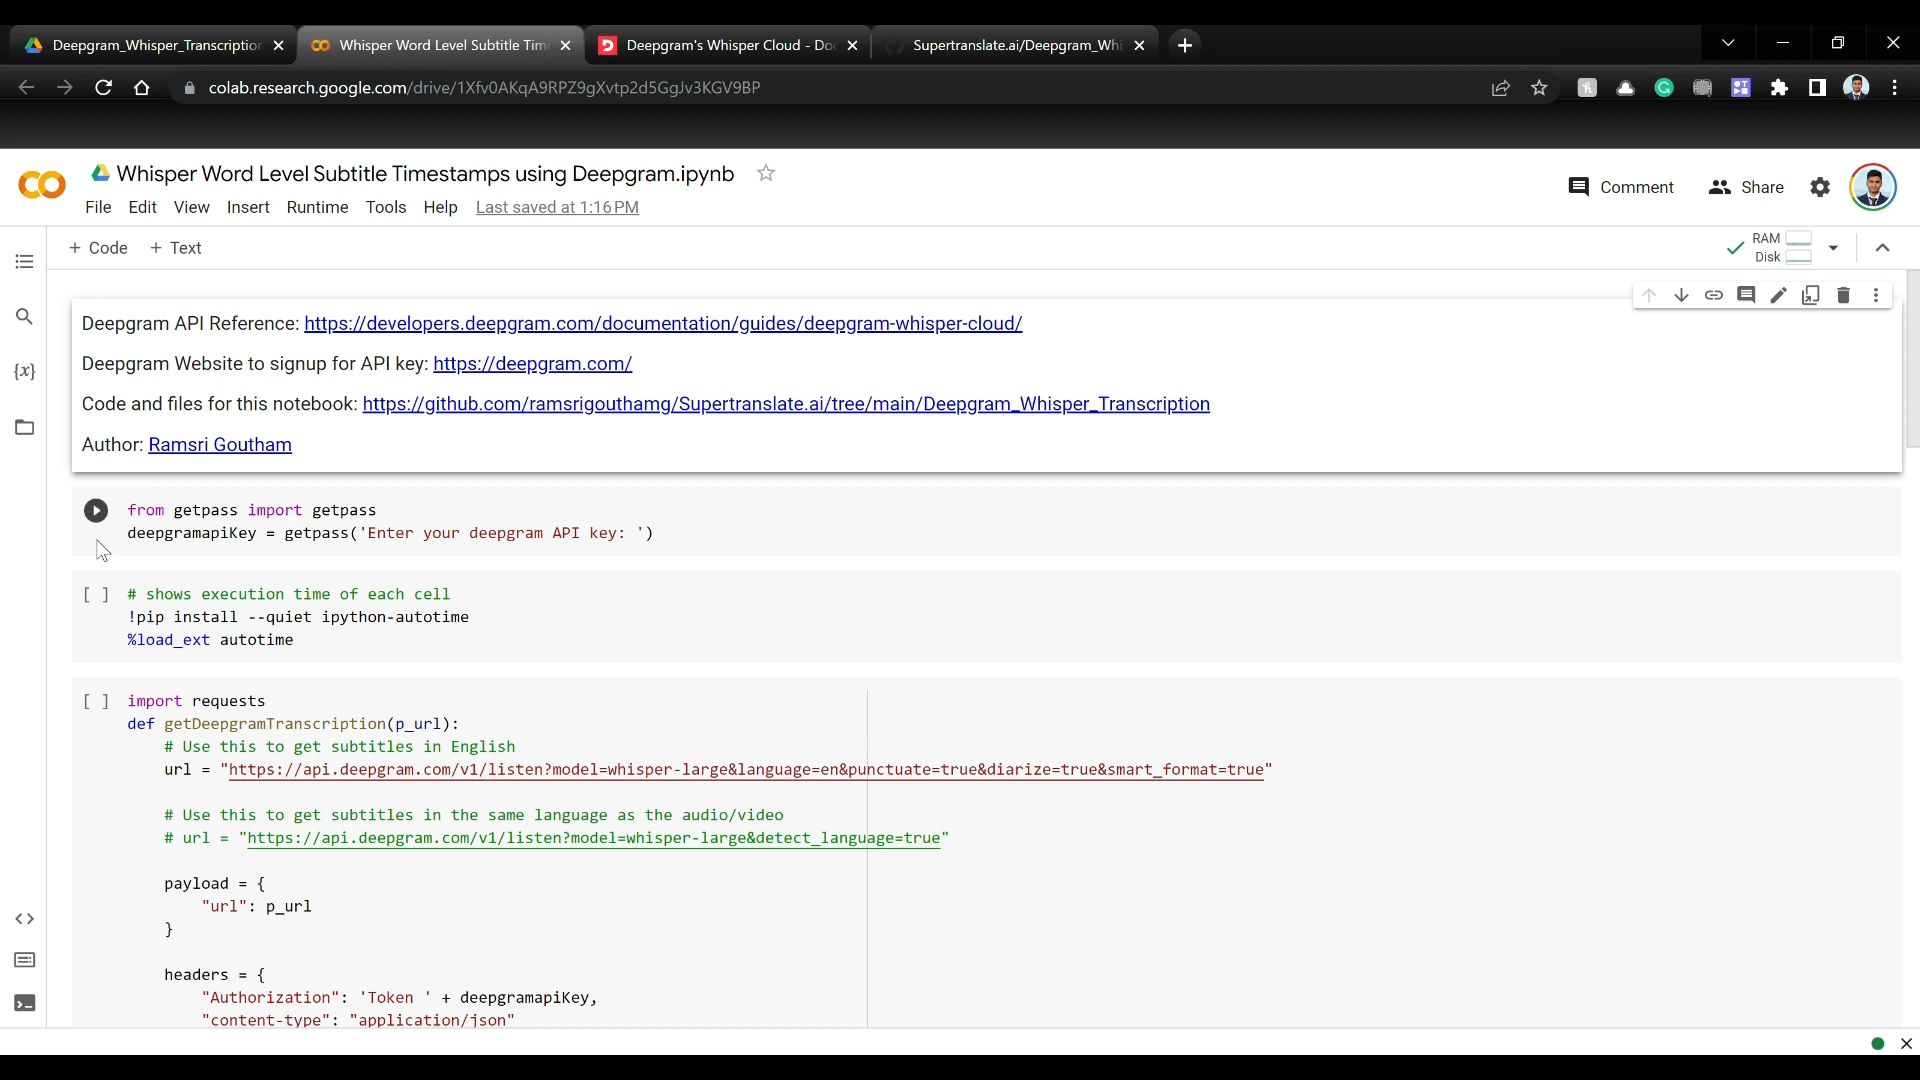 Deepgram_Whisper_Transcription
Whisper Word Level Subtitle Tim
Deepgram's Whisper Cloud - Doc
Supertranslate.ai/Deepgram_Whi
colab.research.google.com/drive/1Xfv0AKqA9RPZ9gXvtp2d5GgJv3KGV9BP
Whisper Word Level Subtitle Timestamps using Deepgram.ipynb
Comment
Share
File Edit View Insert Runtime Tools Help Last saved at 1:16 PM
+ Code + Text
RAM
Disk
Deepgram API Reference: https://developers.deepgram.com/documentation/guides/deepgram-whisper-cloud/
Deepgram Website to signup for API key: https://deepgram.com/
Code and files for this notebook: https://github.com/ramsrigouthamg/Supertranslate.ai/tree/main/Deepgram_Whisper_Transcription
Author: Ramsri Goutham
from getpass import getpass
deepgramapiKey = getpass('Enter your deepgram API key: ')
[ ] # shows execution time of each cell
!pip install --quiet ipython-autotime
%load_ext autotime
[ ] import requests
def getDeepgramTranscription(p_url):
# Use this to get subtitles in English
url = "https://api.deepgram.com/v1/listen?model=whisper-large&language=en&punctuate=true&diarize=true&smart_format=true"
# Use this to get subtitles in the same language as the audio/video
# url = "https://api.deepgram.com/v1/listen?model=whisper-large&detect_language=true"
payload = {
"url": p_url
}
headers = {
"Authorization": 'Token ' + deepgramapiKey,
"content-type": "application/json"